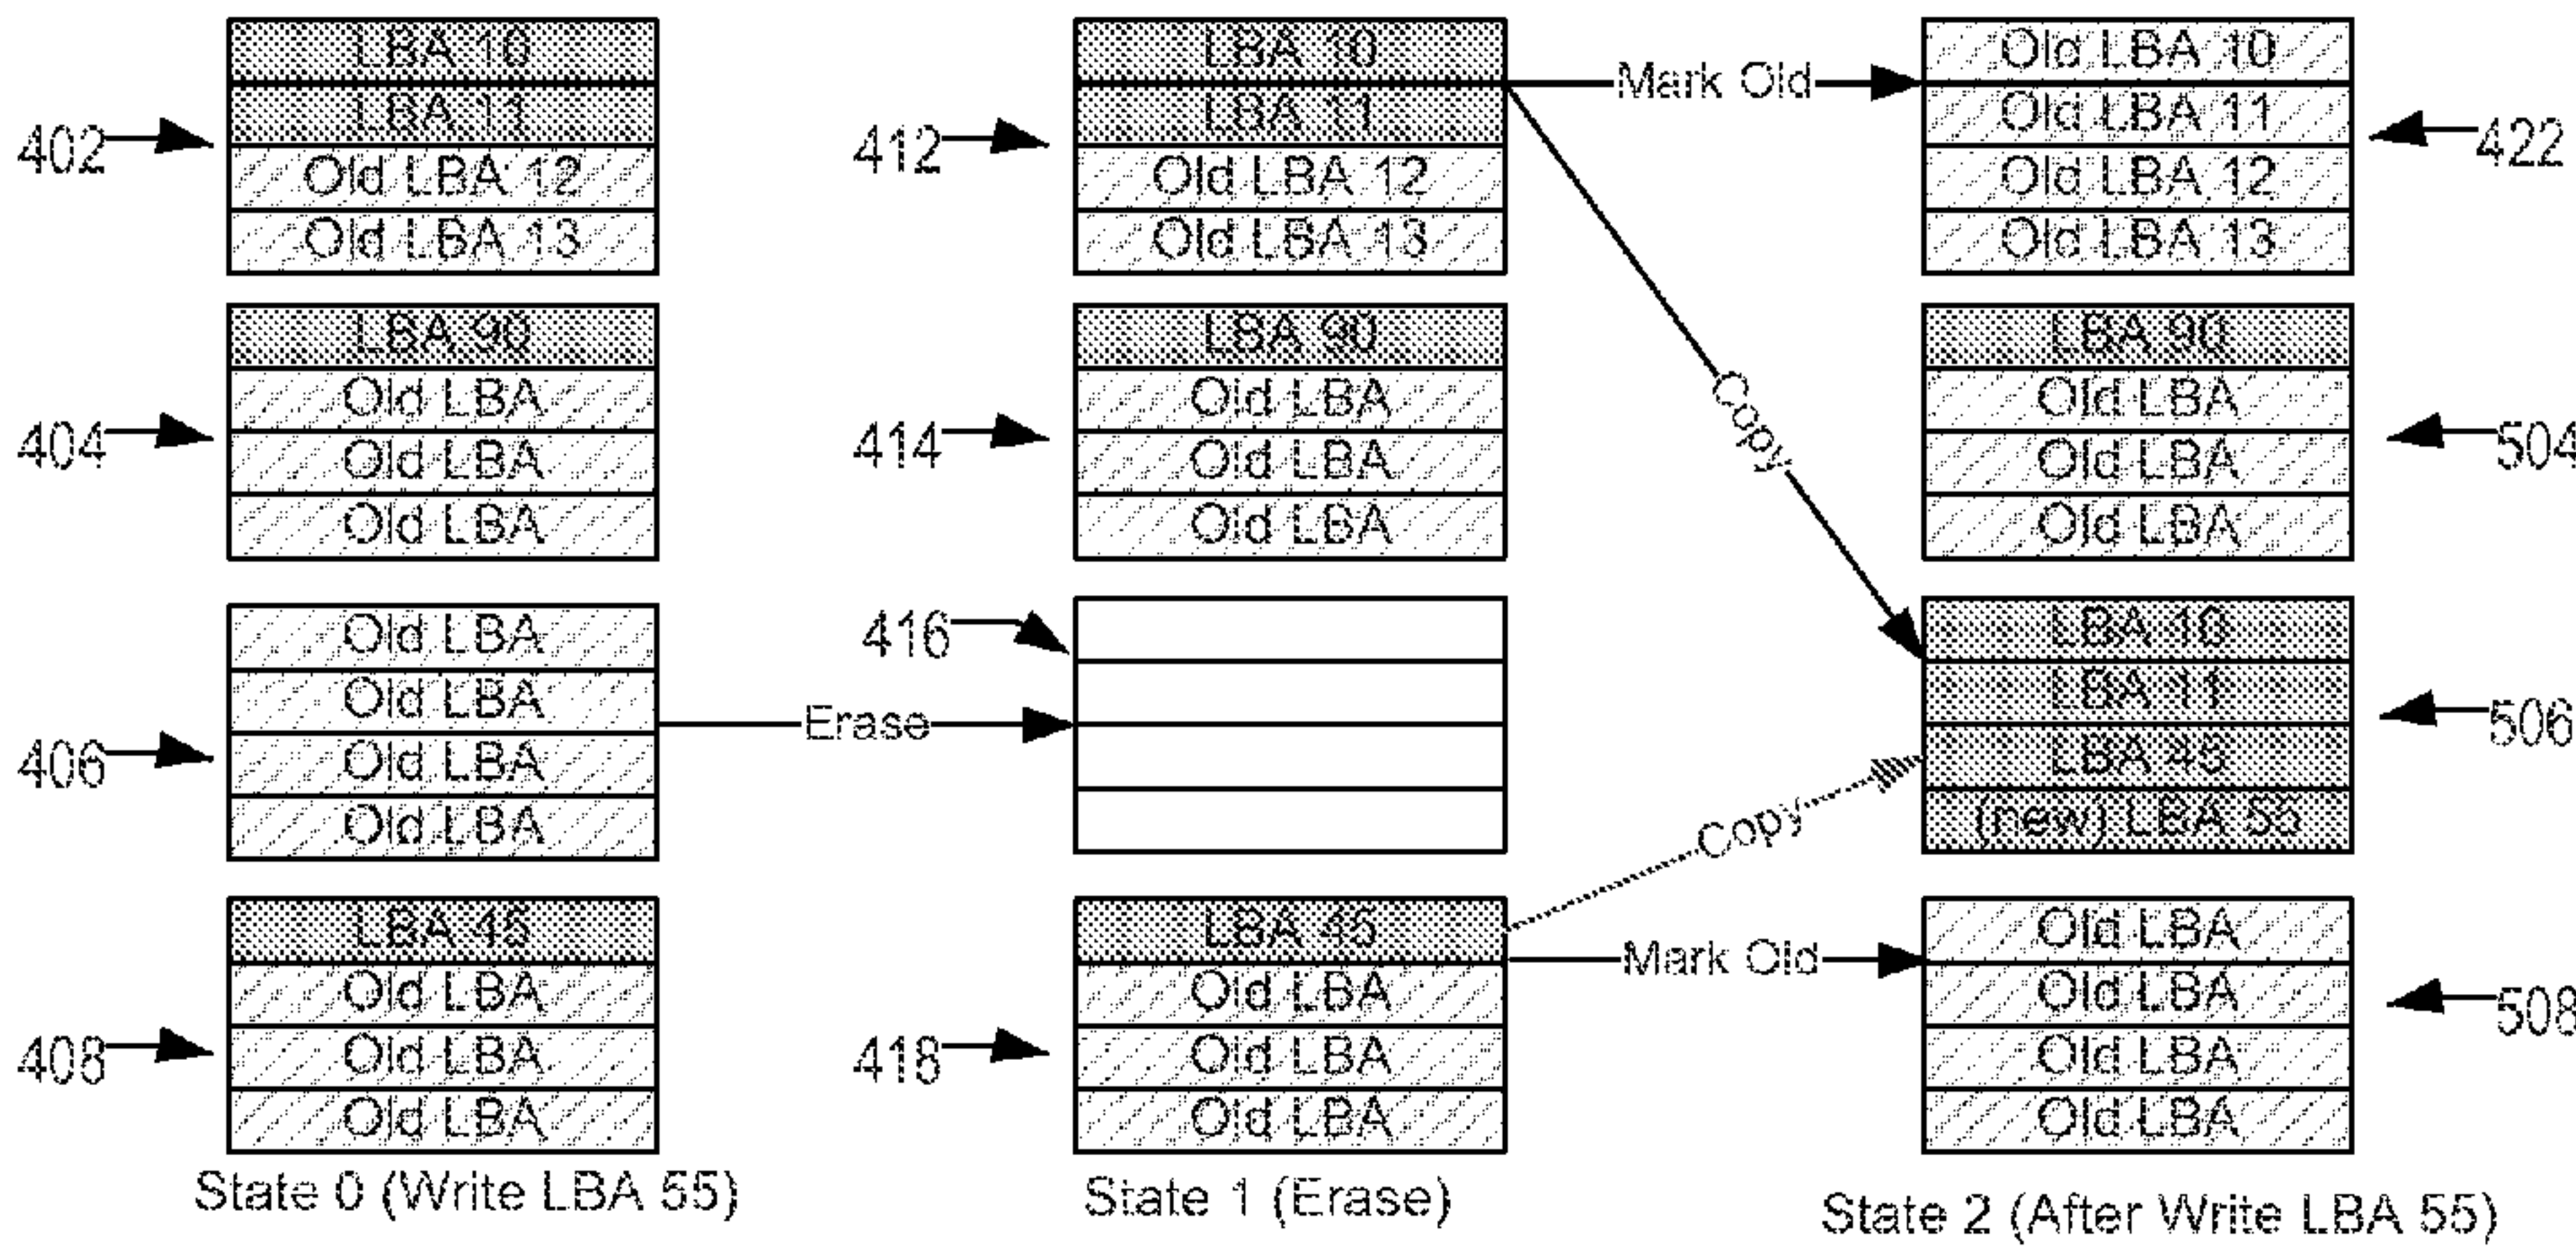 LBA 10
LBA 11
402
Old LBA 12
Old LBA 13
LBA 90
Old LBA
404
Old LBA
Old LBA
Old LBA
Old LBA
406
Old LBA
Old LBA
LBA 45
Old LBA
408
Old LBA
Old LBA
State 0 (Write LBA 55)
Erase
LBA 10
LBA 11
412
Old LBA 12
Old LBA 13
LBA 90
Old LBA
414
Old LBA
Old LBA
416
LBA 45
Old LBA
418
Old LBA
Old LBA
State 1 (Erase)
Mark Old
Copy
Copy
Mark Old
Old LBA 10
Old LBA 11
422
Old LBA 12
Old LBA 13
LBA 90
Old LBA
504
Old LBA
Old LBA
LBA 10
LBA 11
506
LBA 45
(new) LBA 55
Old LBA
Old LBA
508
Old LBA
Old LBA
State 2 (After Write LBA 55)